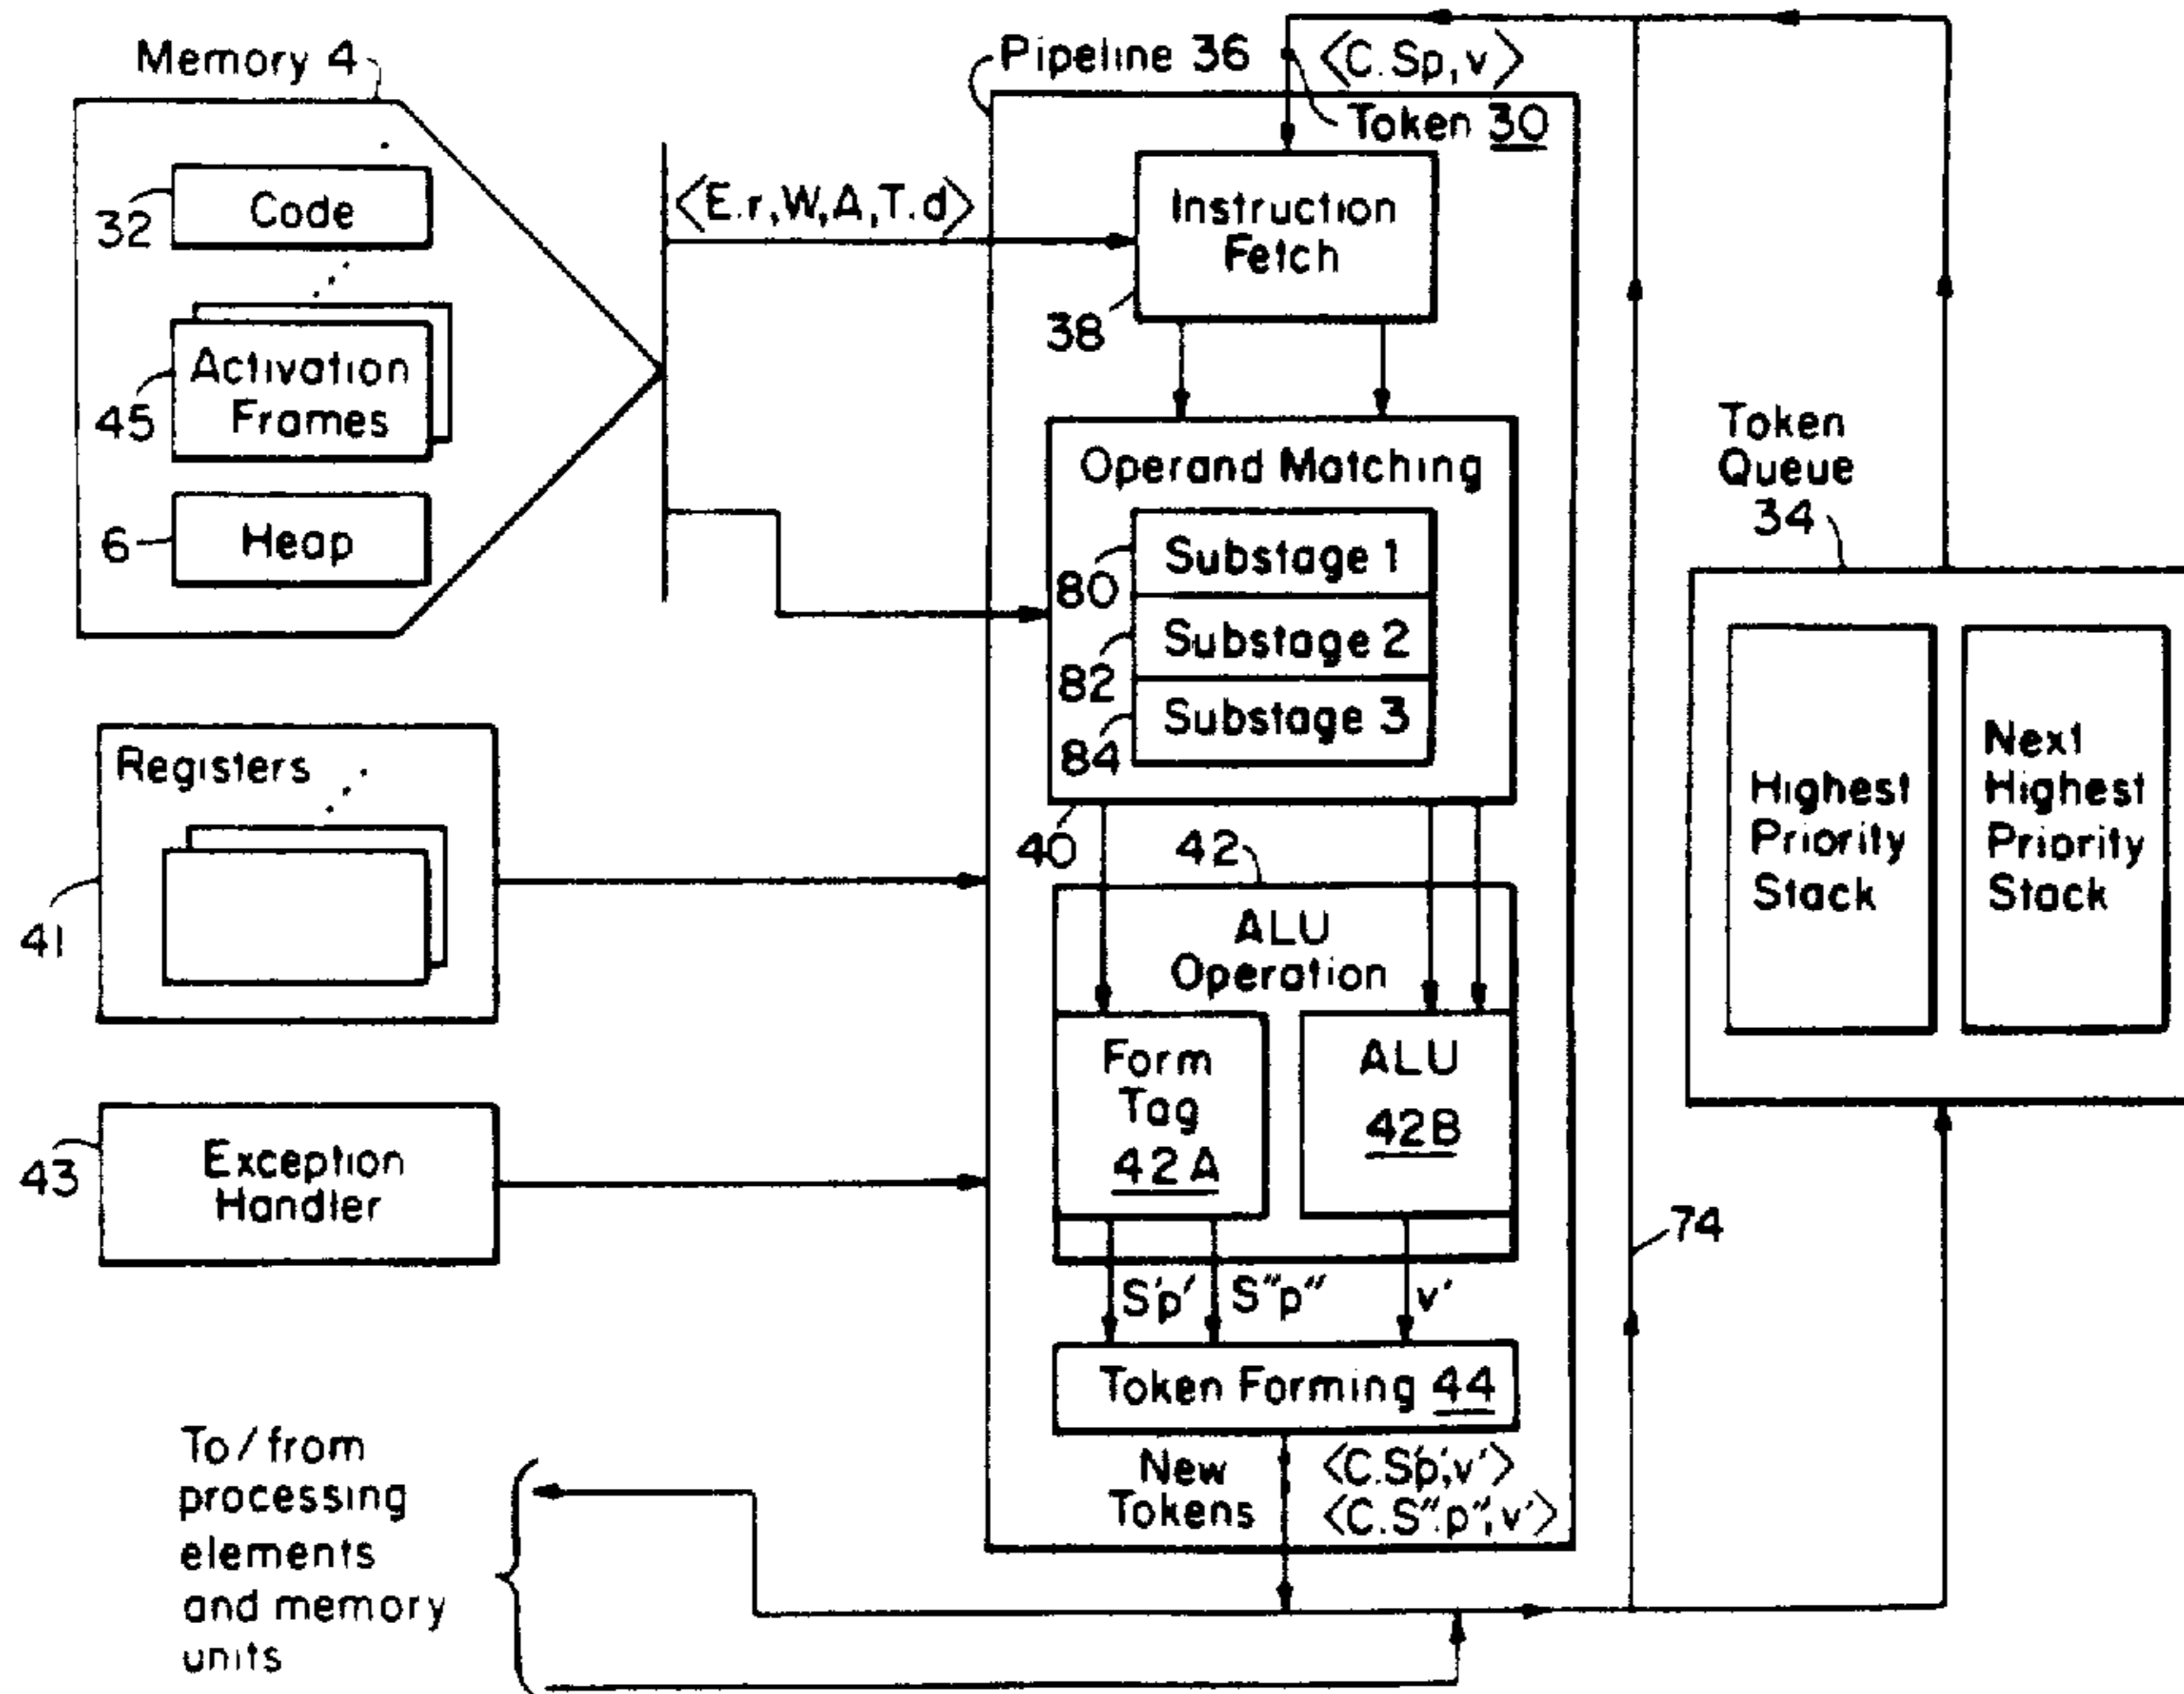 Memory 4
Code
32
Activation
Frames
45
Heap
6
Registers
41
Exception
Handler
43
To/from
processing
elements
and memory
units
Pipeline 36
<C.Sp,v>
Token 30
<E.r,W,Δ,T.d>
Instruction
Fetch
38
Operand Matching
Substage 1
80
Substage 2
82
Substage 3
84
40
42
ALU
Operation
Form
Tag
42A
ALU
42B
S'p'
S"p"
v'
Token Forming 44
New
Tokens
<C.S'p',v'>
<C.S".p",v'>
74
Token
Queue
34
Highest
Priority
Stack
Next
Highest
Priority
Stack